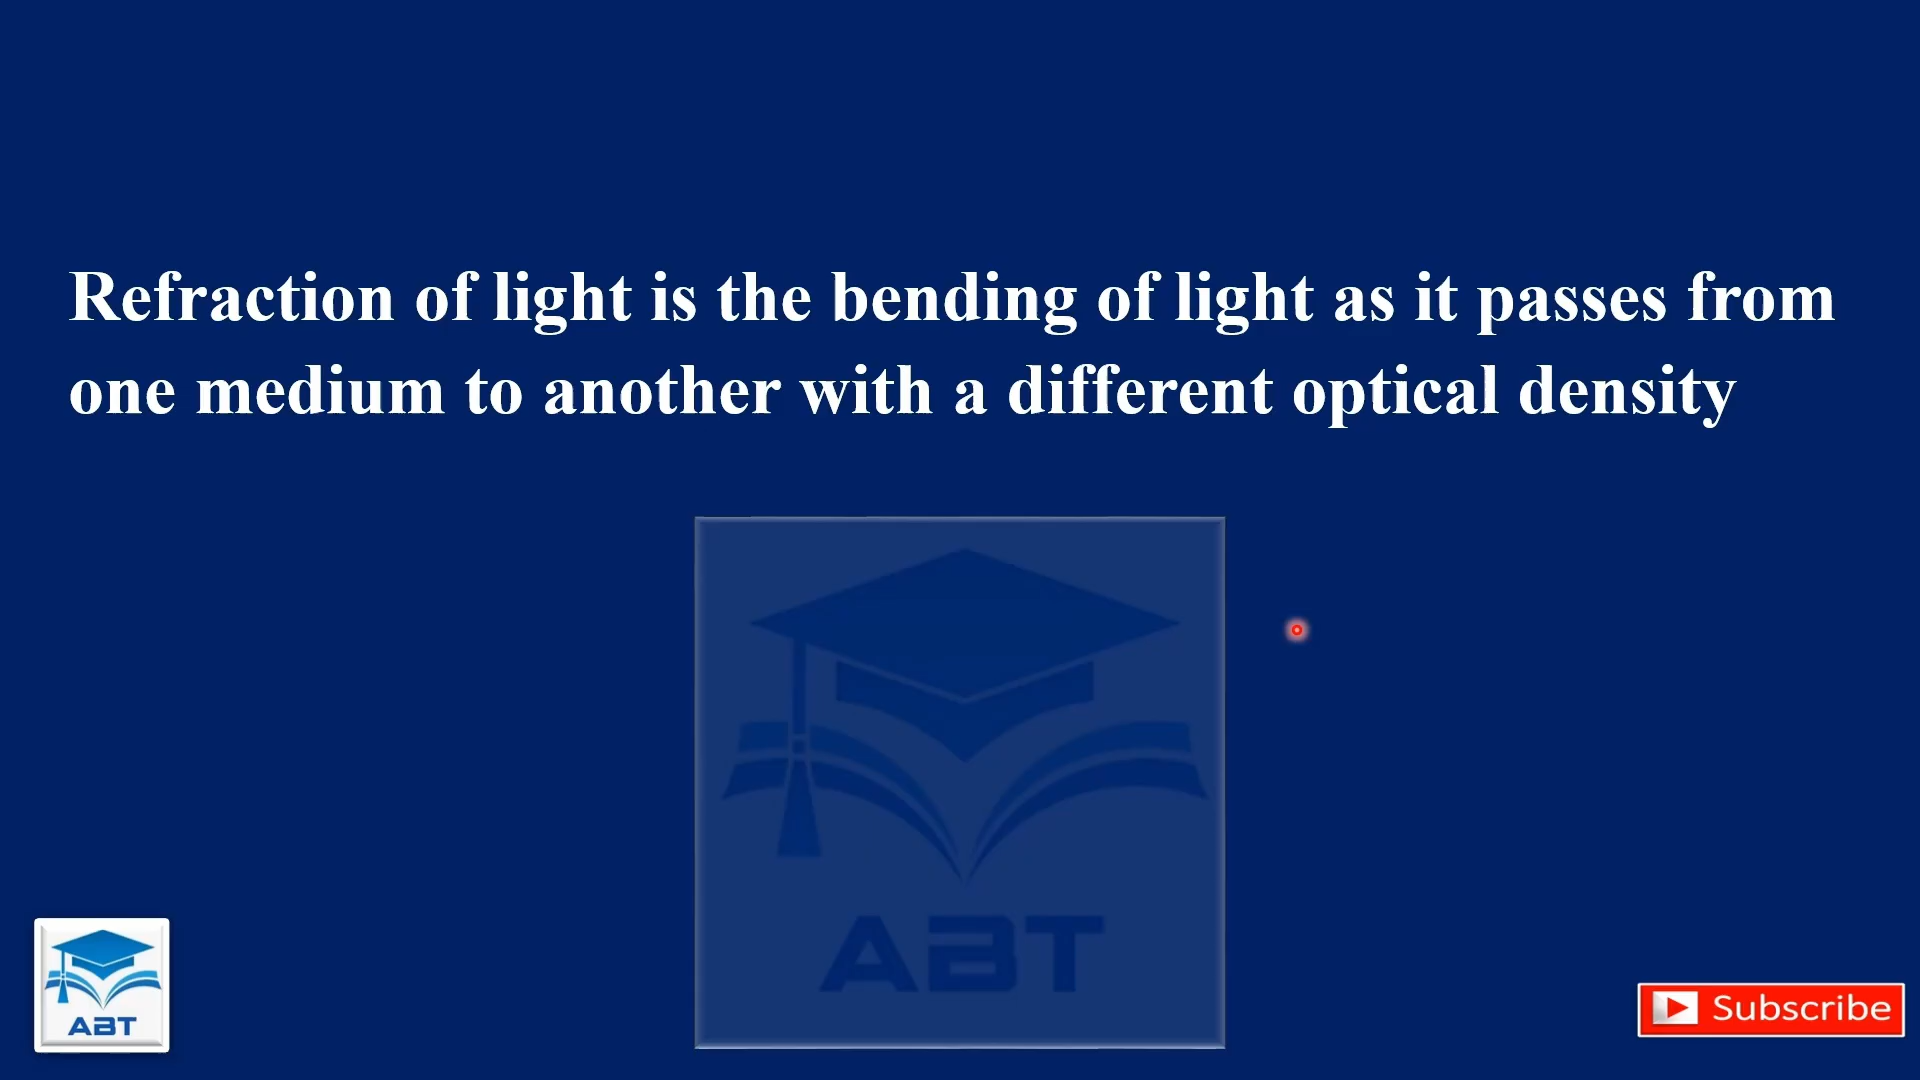 Refraction of light is the bending of light as it passes from
one medium to another with a different optical density
ABT
ABT
Subscribe